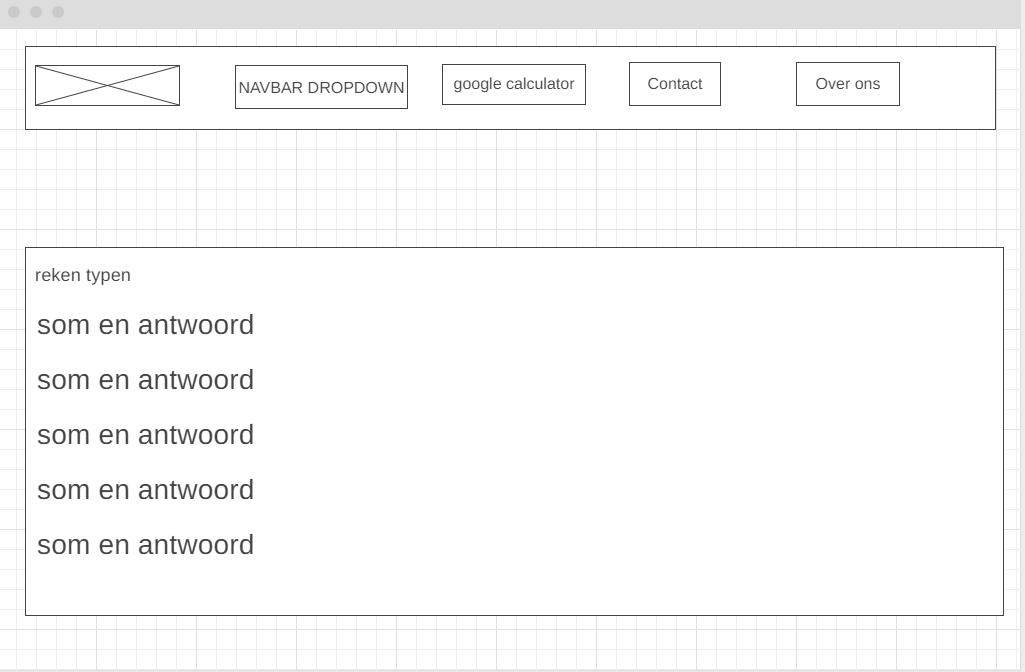 NAVBAR DROPDOWN
google calculator
Contact
Over ons
reken typen
som en antwoord
som en antwoord
som en antwoord
som en antwoord
som en antwoord